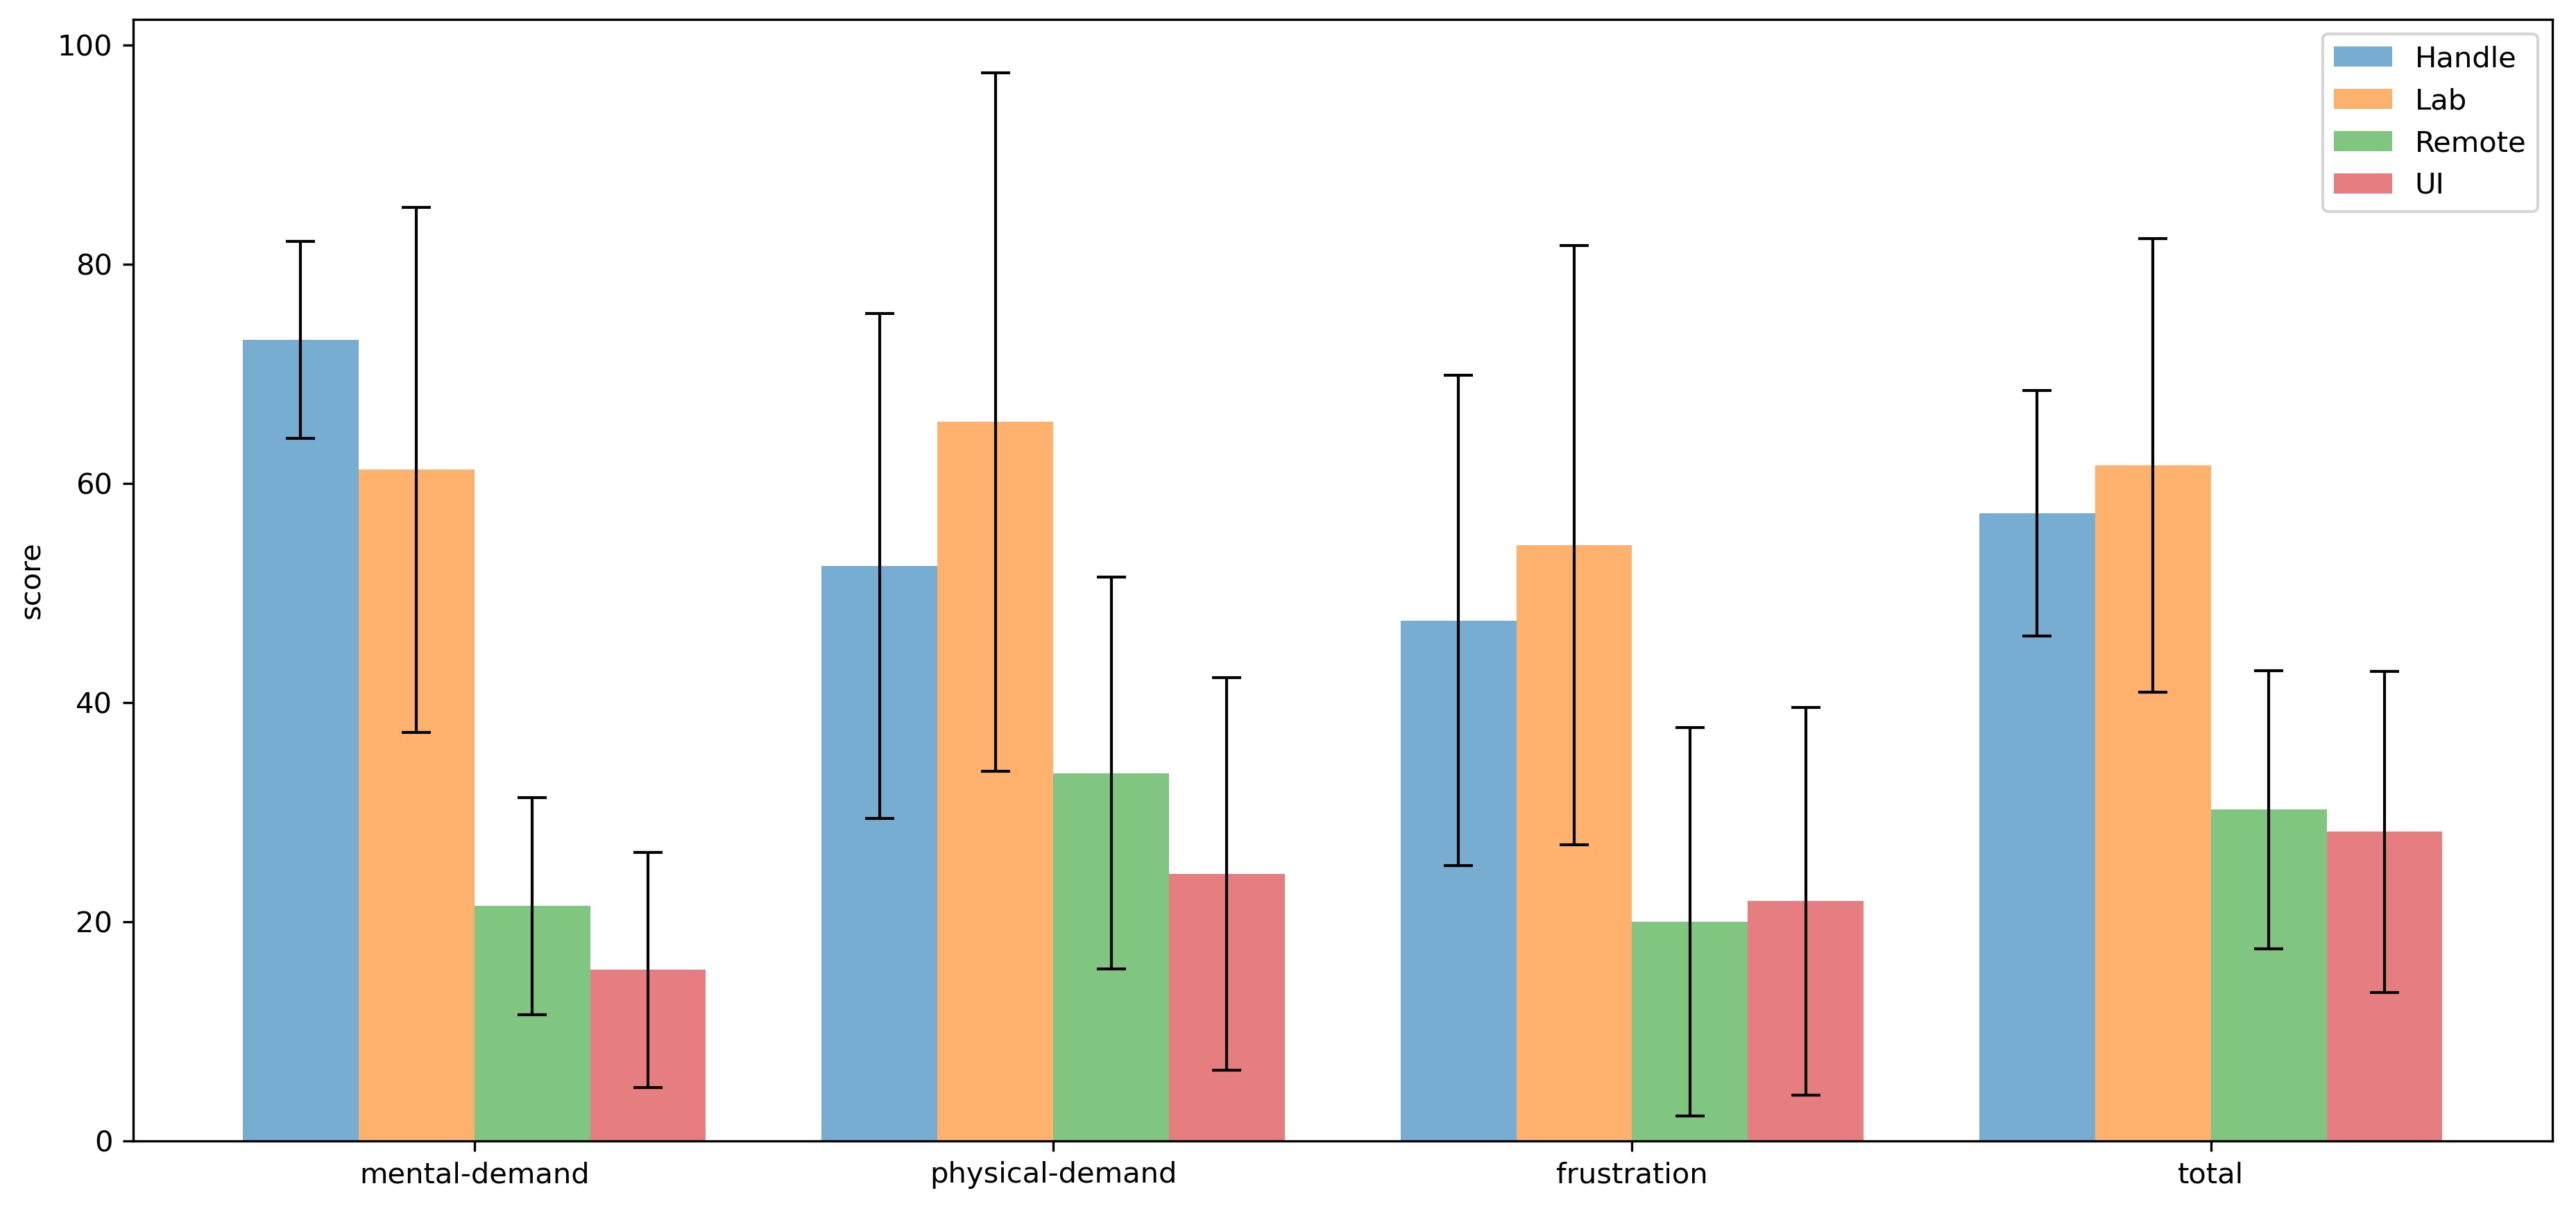 100
80
60
40
20
0
score
mental-demand
physical-demand
frustration
total
Handle
Lab
Remote
UI